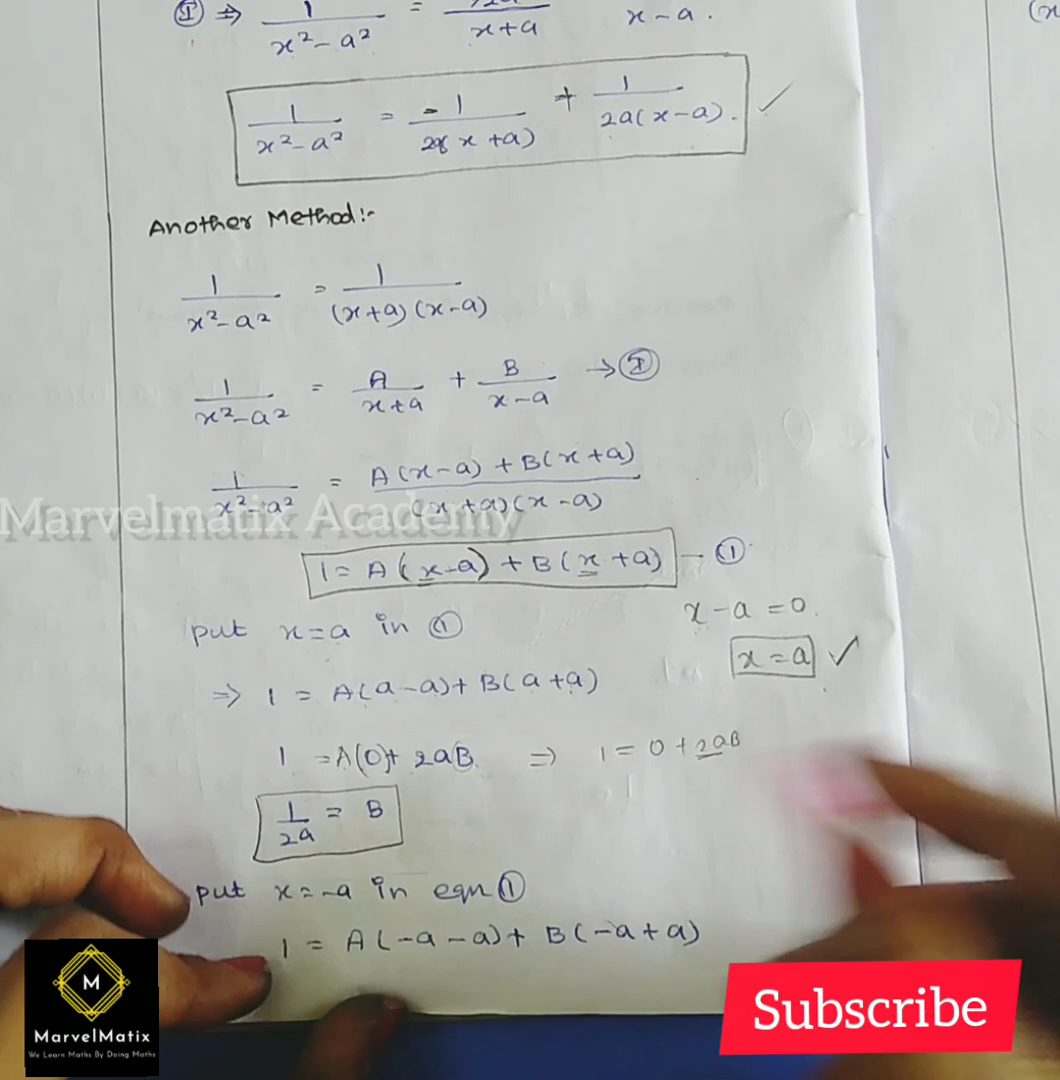 Ⓘ ⇒ 1/(x²-a²) = /(x+a) x-a.
(x
1/(x²-a²) = -1/2a(x+a) + 1/2a(x-a). ✓
Another Method:-
1/(x²-a²) = 1/(x+a)(x-a)
1/(x²-a²) = A/(x+a) + B/(x-a) → Ⓘ
1/(x²-a²) = A(x-a)+B(x+a)/(x+a)(x-a)
Marvelmatix Academy
1 = A(x-a)+B(x+a) - ①
put x=a in ①
x-a=0.
x=a ✓
⇒ 1 = A(a-a)+B(a+a)
1 = A(0)+2aB. ⇒ 1=0+2aB
1/2a = B
put x=-a in eqn ①
1 = A(-a-a)+B(-a+a)
M
MarvelMatix
We Learn Maths By Doing Maths
Subscribe